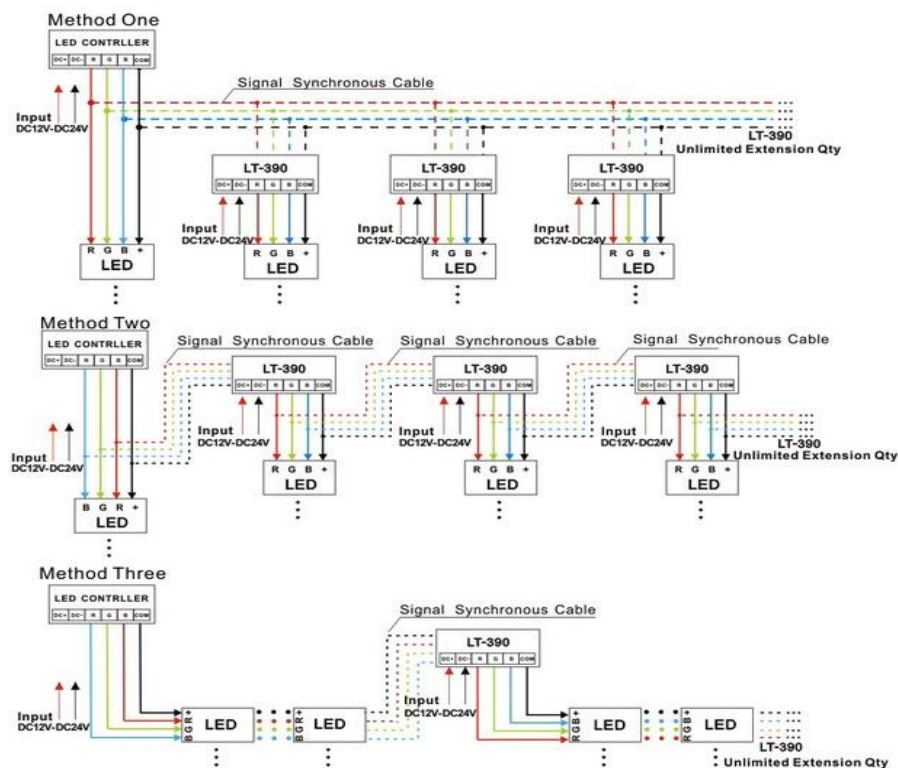 Method One
LED CONTRLLER
DC+ DC- R G B COM
Signal Synchronous Cable
Input
DC12V-DC24V
LT-390
Unlimited Extension Qty
LT-390 LT-390 LT-390
DC+ DC- R G B COM DC+ DC- R G B COM DC+ DC- R G B COM
Input Input Input
DC12V-DC24V DC12V-DC24V DC12V-DC24V
R G B + R G B + R G B + R G B +
LED LED LED LED
Method Two
LED CONTRLLER
Signal Synchronous Cable Signal Synchronous Cable Signal Synchronous Cable
DC+ DC- R G B COM
LT-390 LT-390 LT-390
DC+ DC- R G B COM DC+ DC- R G B COM DC+ DC- R G B COM
Input Input Input
DC12V-DC24V DC12V-DC24V DC12V-DC24V
LT-390
Unlimited Extension Qty
Input
DC12V-DC24V
R G B + R G B + R G B +
LED LED LED
B G R +
LED
Method Three
LED CONTRLLER
DC+ DC- R G B COM
Signal Synchronous Cable
LT-390
DC+ DC- R G B COM
Input
DC12V-DC24V
Input
DC12V-DC24V
+
R
G
B
LED LED
+
B
G
R
LED LED
LT-390
Unlimited Extension Qty